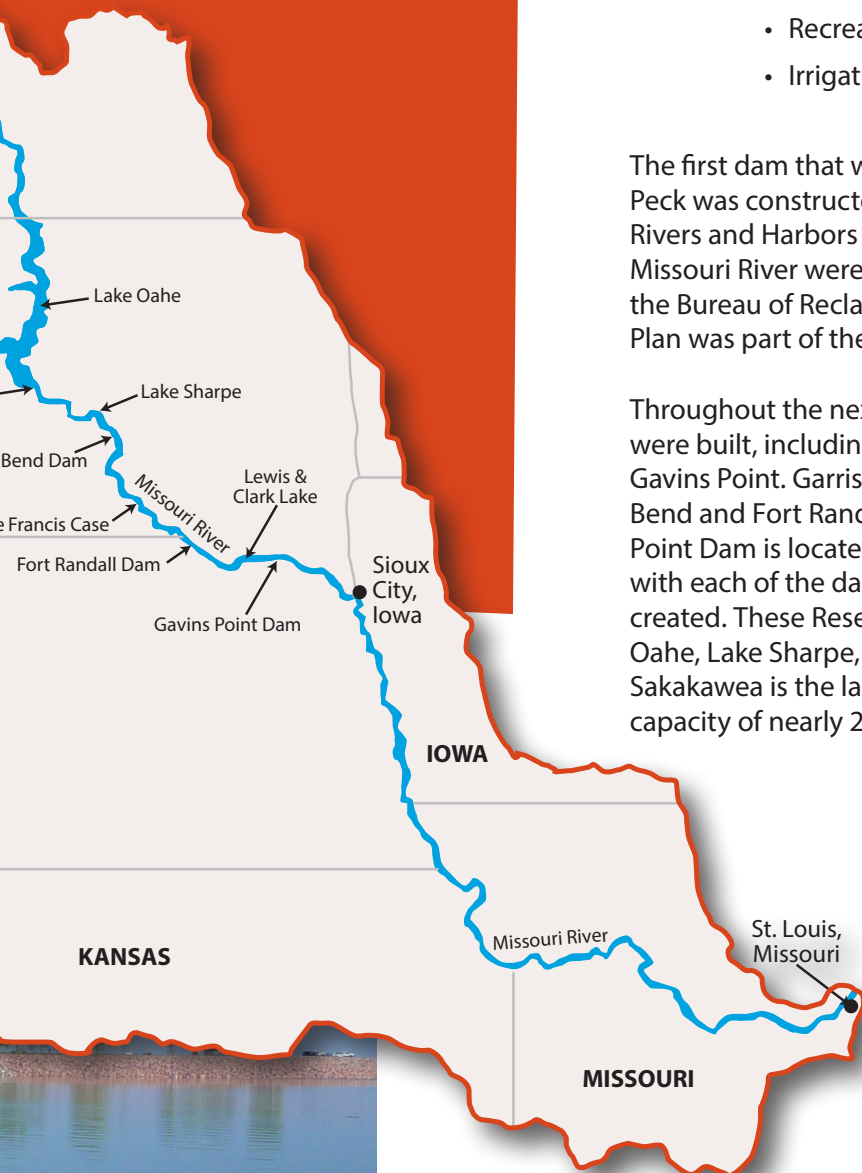 • Recrea
• Irrigat
The first dam that w
Peck was constructe
Rivers and Harbors
Missouri River were
the Bureau of Recla
Plan was part of the
Throughout the nex
were built, includin
Gavins Point. Garris
Bend and Fort Rand
Point Dam is locate
with each of the da
created. These Rese
Oahe, Lake Sharpe,
Sakakawea is the la
capacity of nearly 2
Lake Oahe
Lake Sharpe
Bend Dam
Missouri River
Lewis &
Clark Lake
e Francis Case
Fort Randall Dam
Gavins Point Dam
Sioux
City,
Iowa
IOWA
KANSAS
Missouri River
St. Louis,
Missouri
MISSOURI